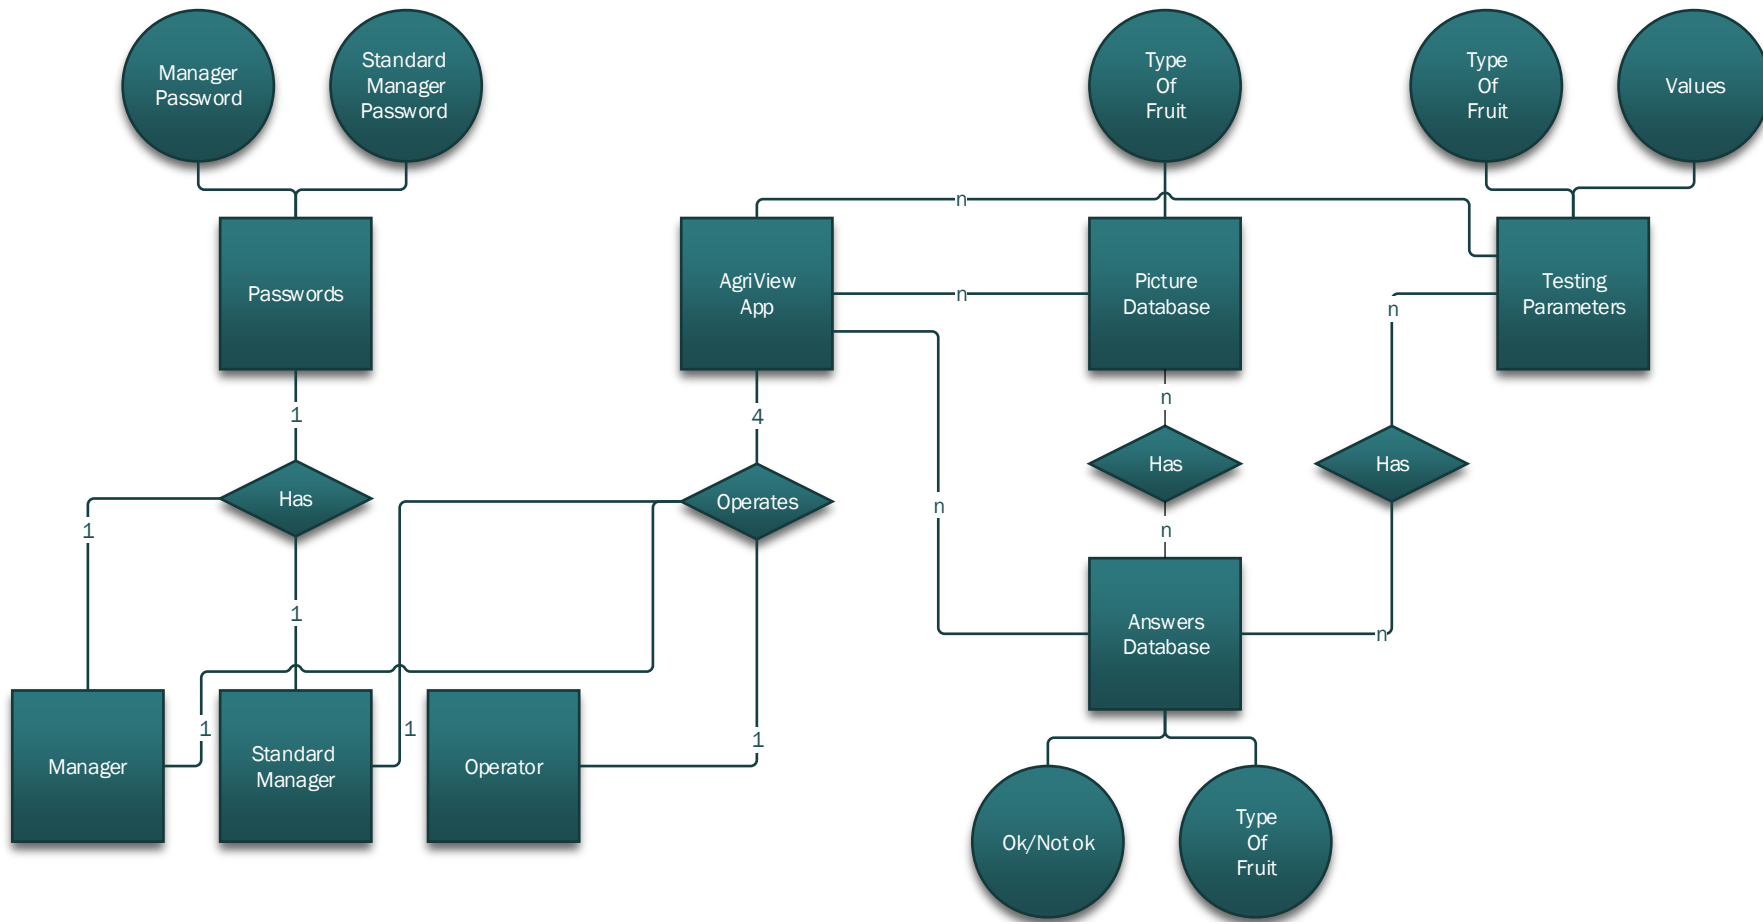 Manager
Password
Standard
Manager
Password
Type
Of
Fruit
Type
Of
Fruit
Values
n
Passwords
AgriView
App
n
Picture
Database
Testing
Parameters
n
1
4
n
Has
Operates
Has
Has
1
n
n
1
Answers
Database
n
1
1
1
Manager
Standard
Manager
Operator
Ok/Not ok
Type
Of
Fruit